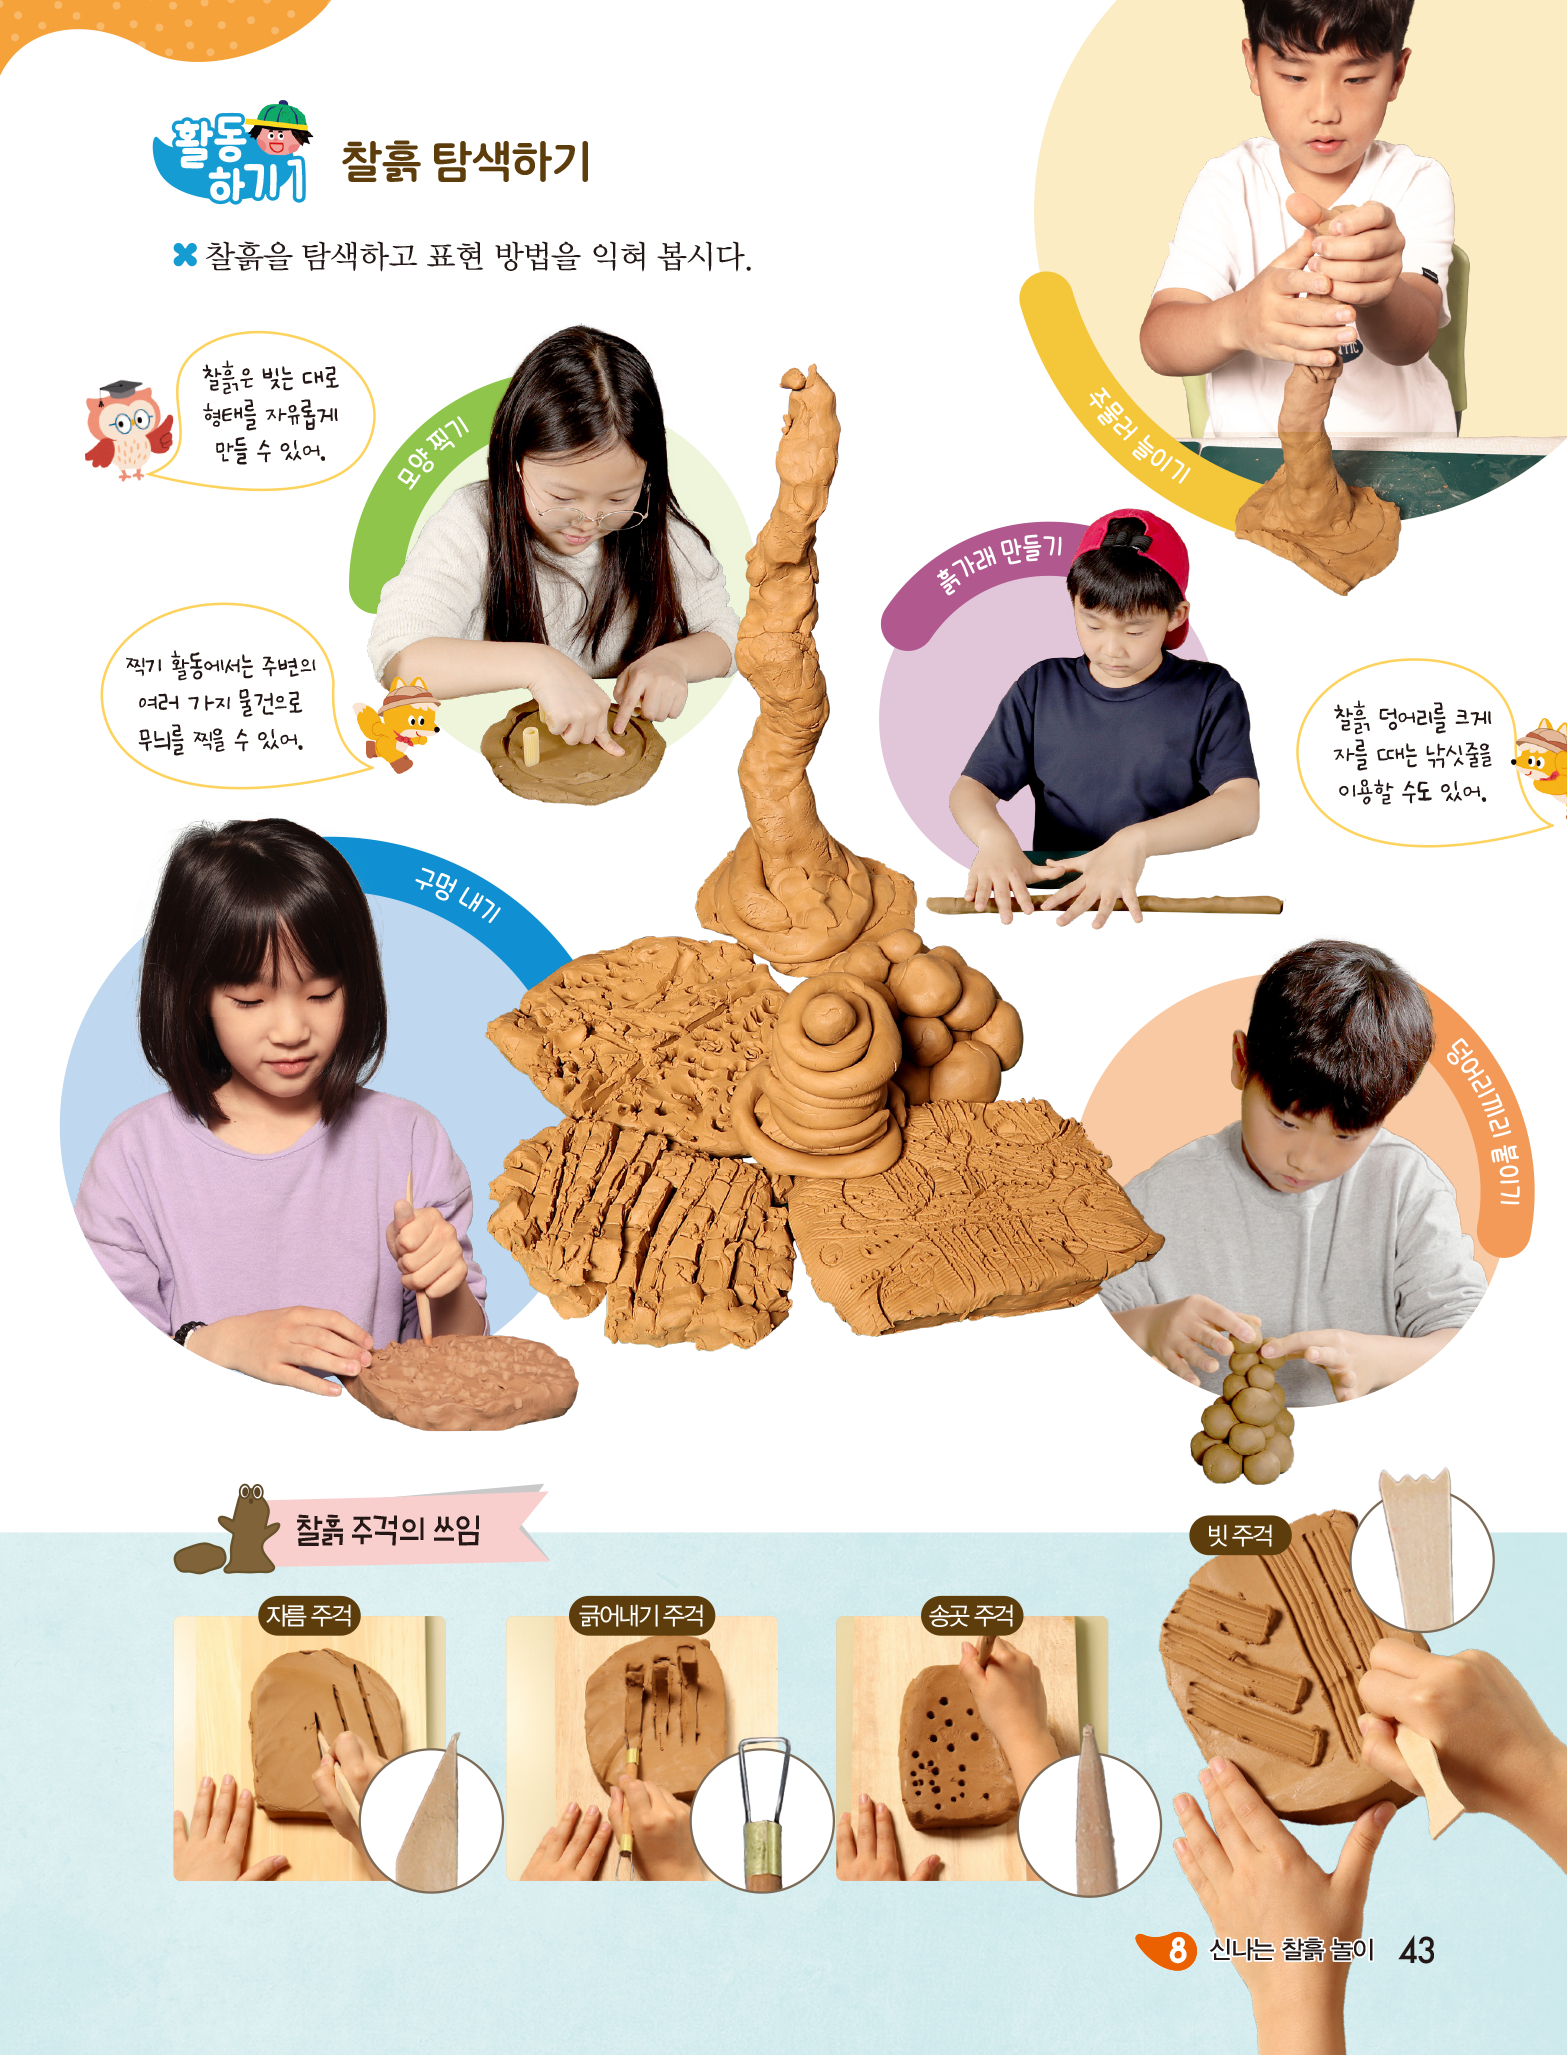 활동
하기 1
찰흙 탐색하기
찰흙을 탐색하고 표현 방법을 익혀 봅시다.
찰흙은 빚는 대로
형태를 자유롭게
만들 수 있어.
모양 찍기
주물러 늘이기
흙가래 만들기
찍기 활동에서는 주변의
여러 가지 물건으로
무늬를 찍을 수 있어.
찰흙 덩어리를 크게
자를 때는 낚싯줄을
이용할 수도 있어.
구멍 내기
덩어리끼리 붙이기
찰흙 주걱의 쓰임
빗 주걱
자름 주걱
긁어내기 주걱
송곳 주걱
8 신나는 찰흙 놀이 43